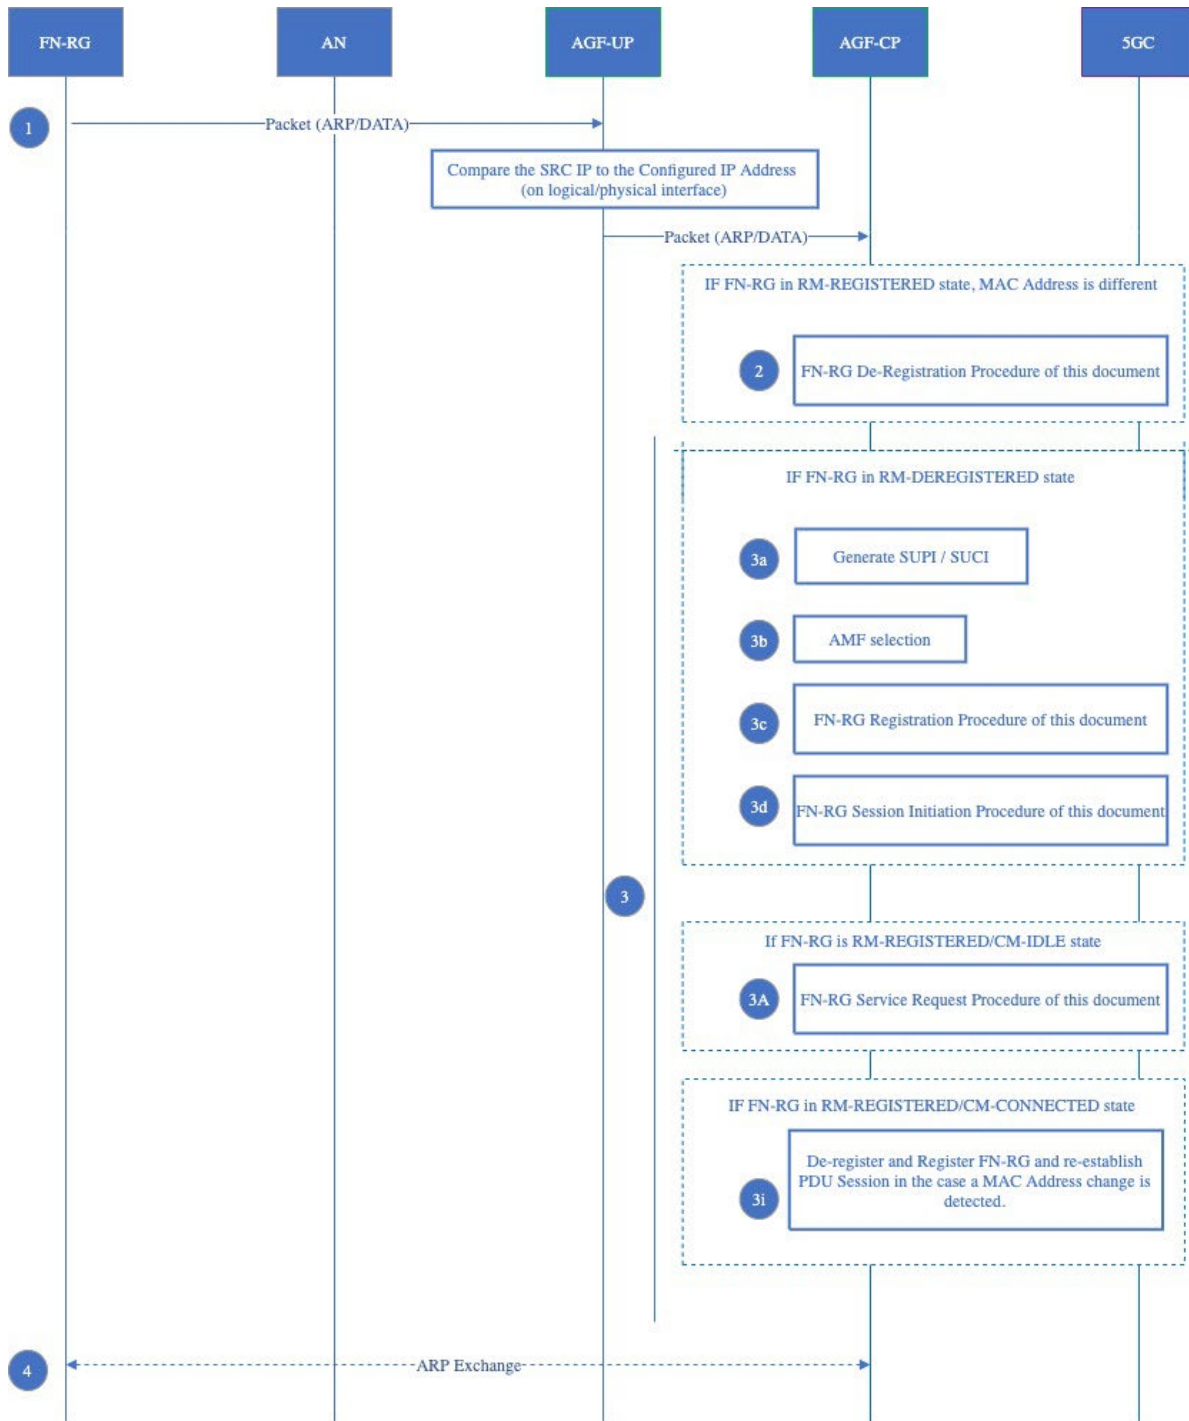 FN-RG
AN
AGF-UP
AGF-CP
5GC
1
Packet (ARP/DATA)
Compare the SRC IP to the Configured IP Address
(on logical/physical interface)
Packet (ARP/DATA)
IF FN-RG in RM-REGISTERED state, MAC Address is different
2
FN-RG De-Registration Procedure of this document
IF FN-RG in RM-DEREGISTERED state
3a
Generate SUPI / SUCI
3b
AMF selection
3c
FN-RG Registration Procedure of this document
3d
FN-RG Session Initiation Procedure of this document
3
If FN-RG is RM-REGISTERED/CM-IDLE state
3A
FN-RG Service Request Procedure of this document
IF FN-RG in RM-REGISTERED/CM-CONNECTED state
3i
De-register and Register FN-RG and re-establish
PDU Session in the case a MAC Address change is
detected.
4
ARP Exchange